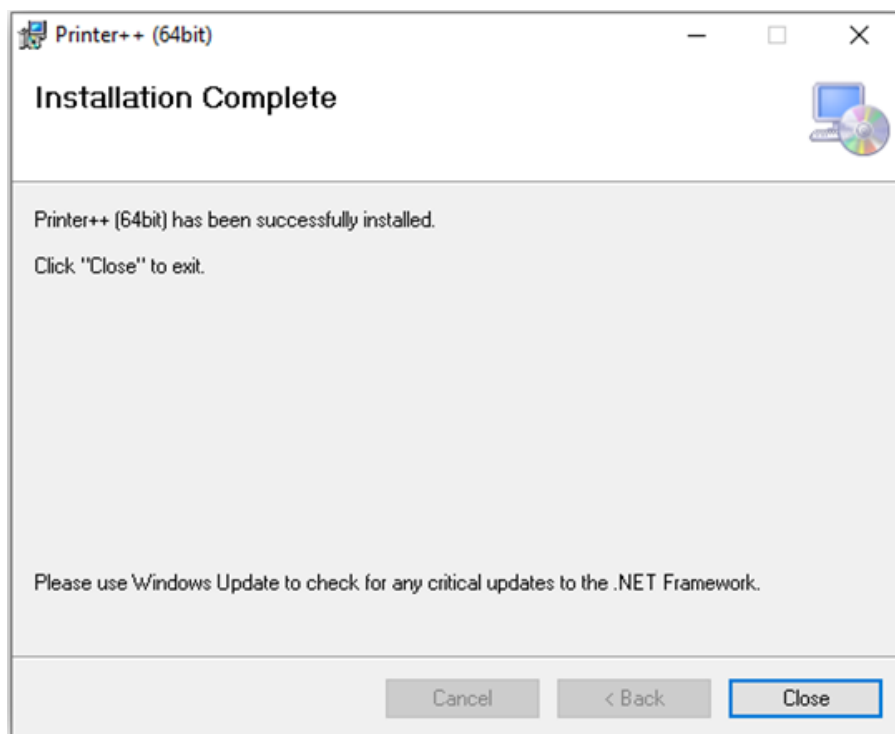 Printer++ (64bit)
Installation Complete
Printer++ (64bit) has been successfully installed.
Click "Close" to exit.
Please use Windows Update to check for any critical updates to the .NET Framework.
Cancel
< Back
Close